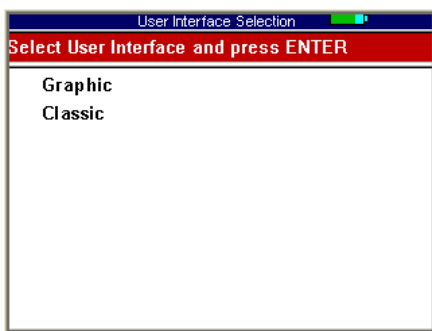 User Interface Selection
Select User Interface and press ENTER
Graphic
Classic